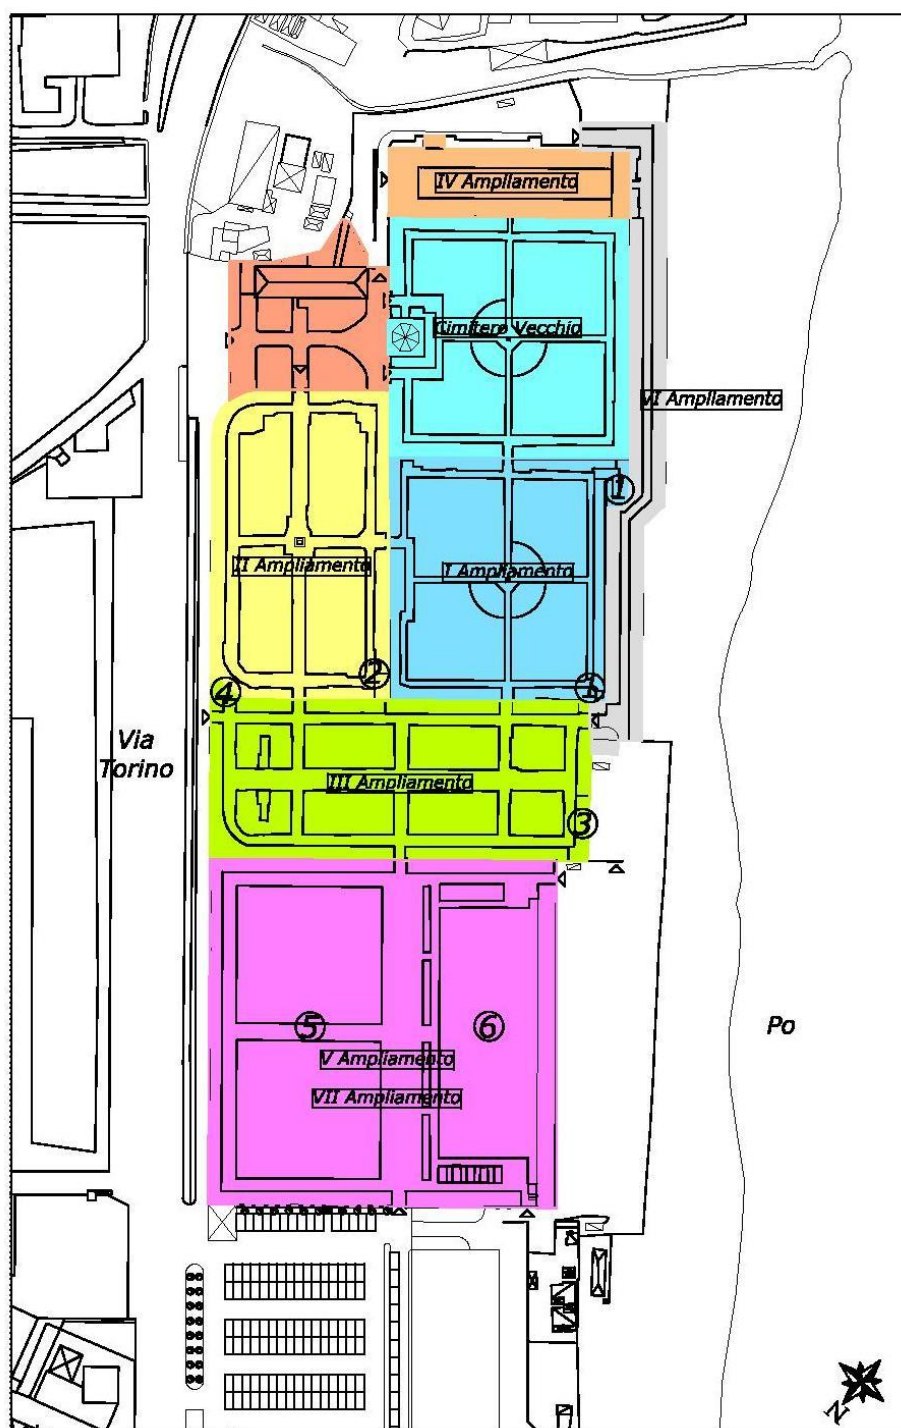 IV Ampliamento
Cimitero Vecchio
VI Ampliamento
1
I Ampliamento
II Ampliamento
2
1
4
Via
Torino
III Ampliamento
3
5
6
Po
V Ampliamento
VII Ampliamento
N